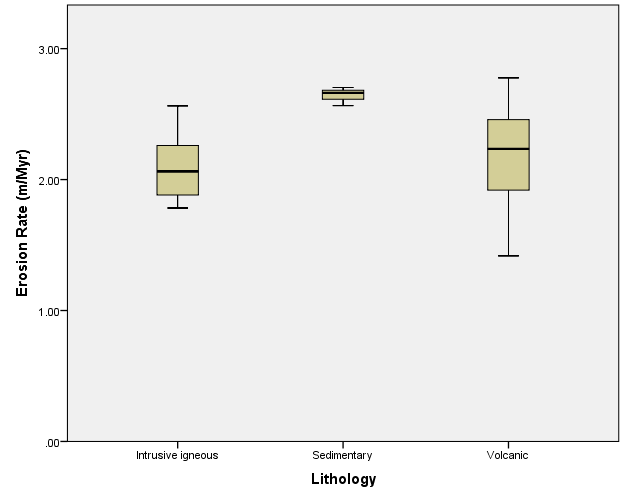 3.00
2.00
1.00
.00
Erosion Rate (m/Myr)
Intrusive igneous
Sedimentary
Volcanic
Lithology